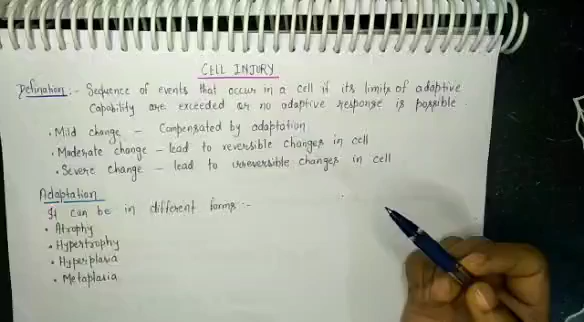 CELL INJURY
Defination:- Sequence of events that occur in a cell if its limits of adaptive
capability are exceeded or no adaptive response is possible.
• Mild change - Compensated by adaptation
• Moderate change - lead to reversible changes in cell
• Severe change - lead to irreversible changes in cell
Adaptation
It can be in different forms:-
• Atrophy
• Hypertrophy
• Hyperplasia
• Metaplasia